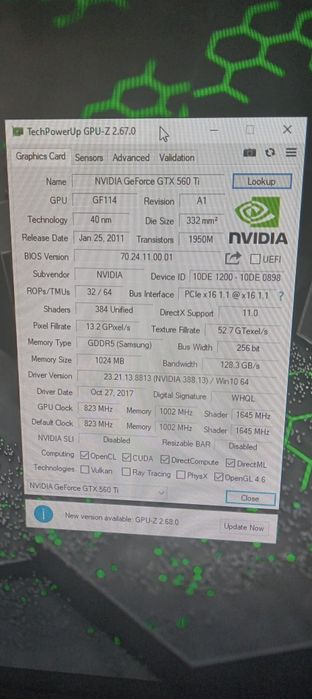 TechPowerUp GPU-Z 2.67.0
Graphics Card Sensors Advanced Validation
Name NVIDIA GeForce GTX 560 Ti Lookup
GPU GF114 Revision A1
Technology 40 nm Die Size 332 mm²
Release Date Jan 25, 2011 Transistors 1950M
NVIDIA
BIOS Version 70.24.11.00.01 UEFI
Subvendor NVIDIA Device ID 10DE 1200 - 10DE 0898
ROPs/TMUs 32 / 64 Bus Interface PCIe x16 1.1 @ x16 1.1 ?
Shaders 384 Unified DirectX Support 11.0
Pixel Fillrate 13.2 GPixel/s Texture Fillrate 52.7 GTexel/s
Memory Type GDDR5 (Samsung) Bus Width 256 bit
Memory Size 1024 MB Bandwidth 128.3 GB/s
Driver Version 23.21.13.8813 (NVIDIA 388.13) / Win10 64
Driver Date Oct 27, 2017 Digital Signature WHQL
GPU Clock 823 MHz Memory 1002 MHz Shader 1645 MHz
Default Clock 823 MHz Memory 1002 MHz Shader 1645 MHz
NVIDIA SLI Disabled Resizable BAR Disabled
Computing OpenCL CUDA DirectCompute DirectML
Technologies Vulkan Ray Tracing PhysX OpenGL 4.6
NVIDIA GeForce GTX 560 Ti Close
New version available: GPU-Z 2.68.0 Update Now